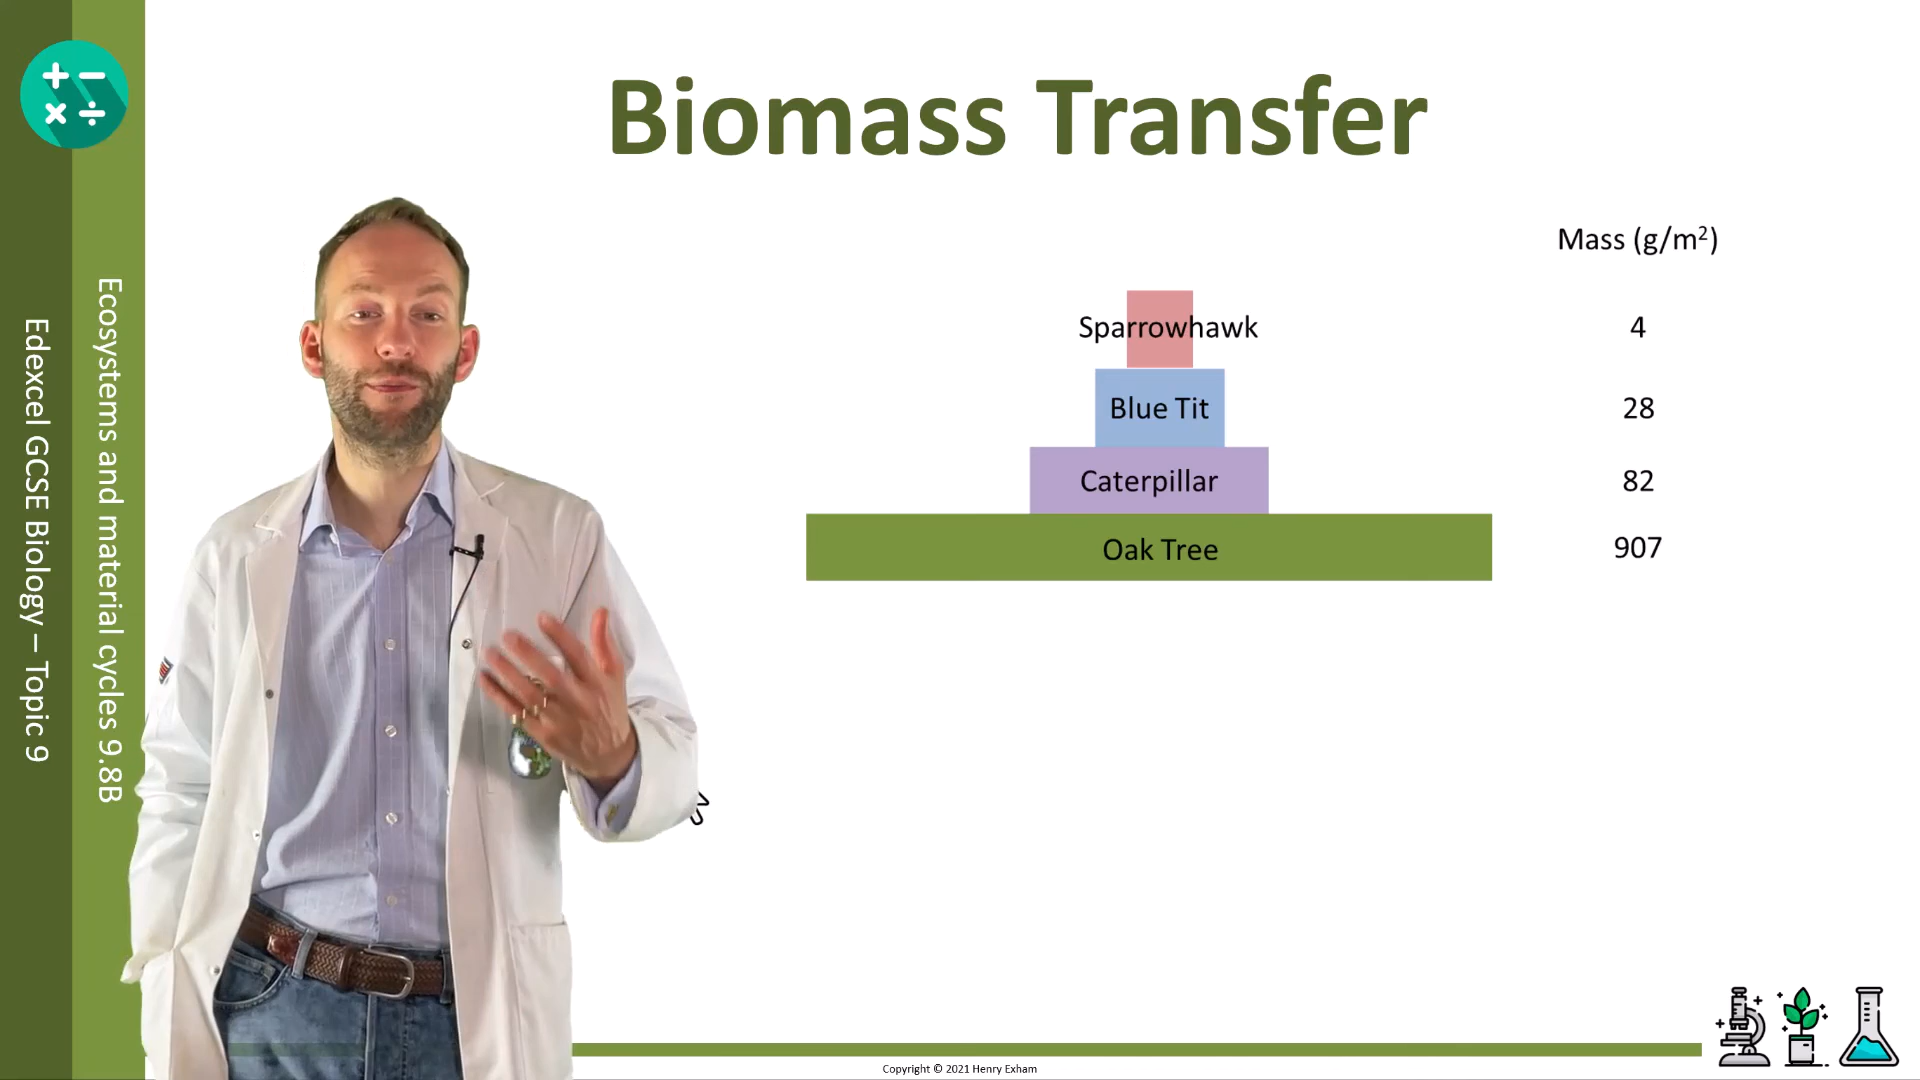 Biomass Transfer
Edexcel GCSE Biology – Topic 9
Ecosystems and material cycles 9.8B
Mass (g/m²)
Sparrowhawk 4
Blue Tit 28
Caterpillar 82
Oak Tree 907
Copyright © 2021 Henry Exham